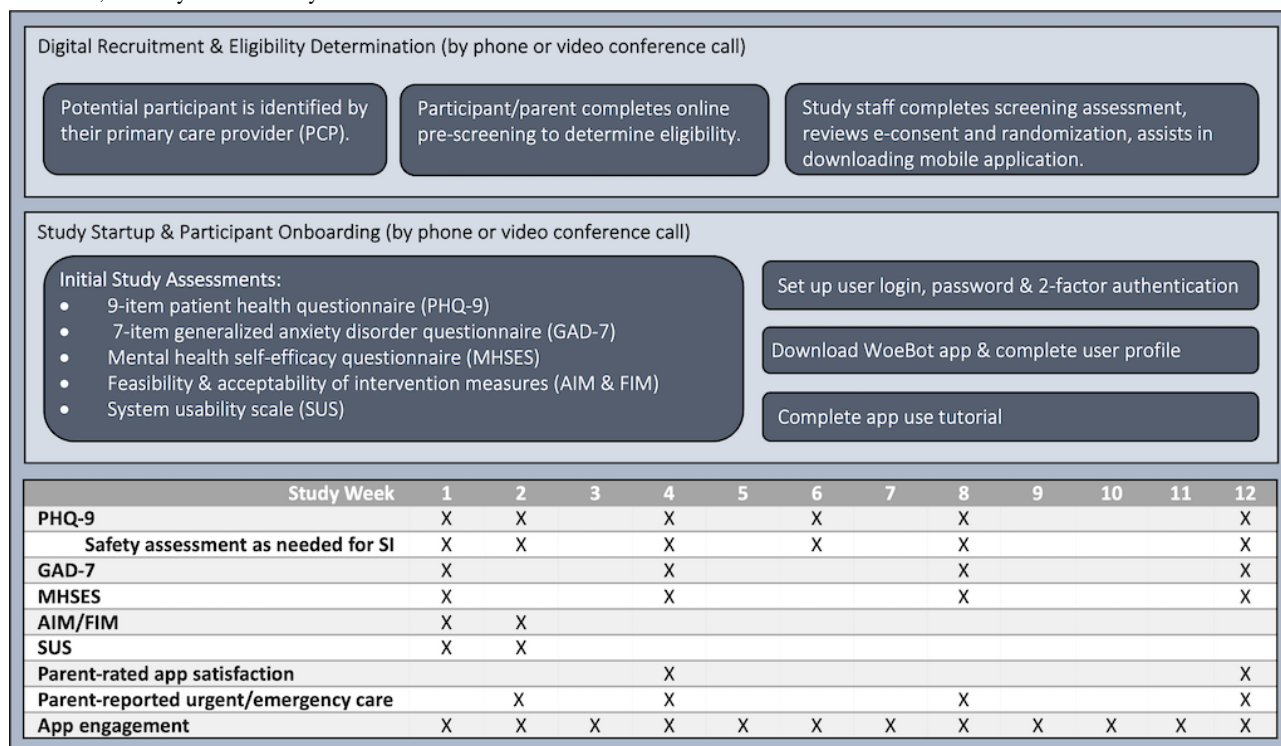 Digital Recruitment & Eligibility Determination (by phone or video conference call)
Potential participant is identified by
their primary care provider (PCP).
Participant/parent completes online
pre-screening to determine eligibility.
Study staff completes screening assessment,
reviews e-consent and randomization, assists in
downloading mobile application.
Study Startup & Participant Onboarding (by phone or video conference call)
Initial Study Assessments:
• 9-item patient health questionnaire (PHQ-9)
• 7-item generalized anxiety disorder questionnaire (GAD-7)
• Mental health self-efficacy questionnaire (MHSES)
• Feasibility & acceptability of intervention measures (AIM & FIM)
• System usability scale (SUS)
Set up user login, password & 2-factor authentication
Download WoeBot app & complete user profile
Complete app use tutorial
Study Week 1 2 3 4 5 6 7 8 9 10 11 12
PHQ-9 X X X X X X
Safety assessment as needed for SI X X X X X X
GAD-7 X X X X
MHSES X X X X
AIM/FIM X X
SUS X X
Parent-rated app satisfaction X X
Parent-reported urgent/emergency care X X X X
App engagement X X X X X X X X X X X X